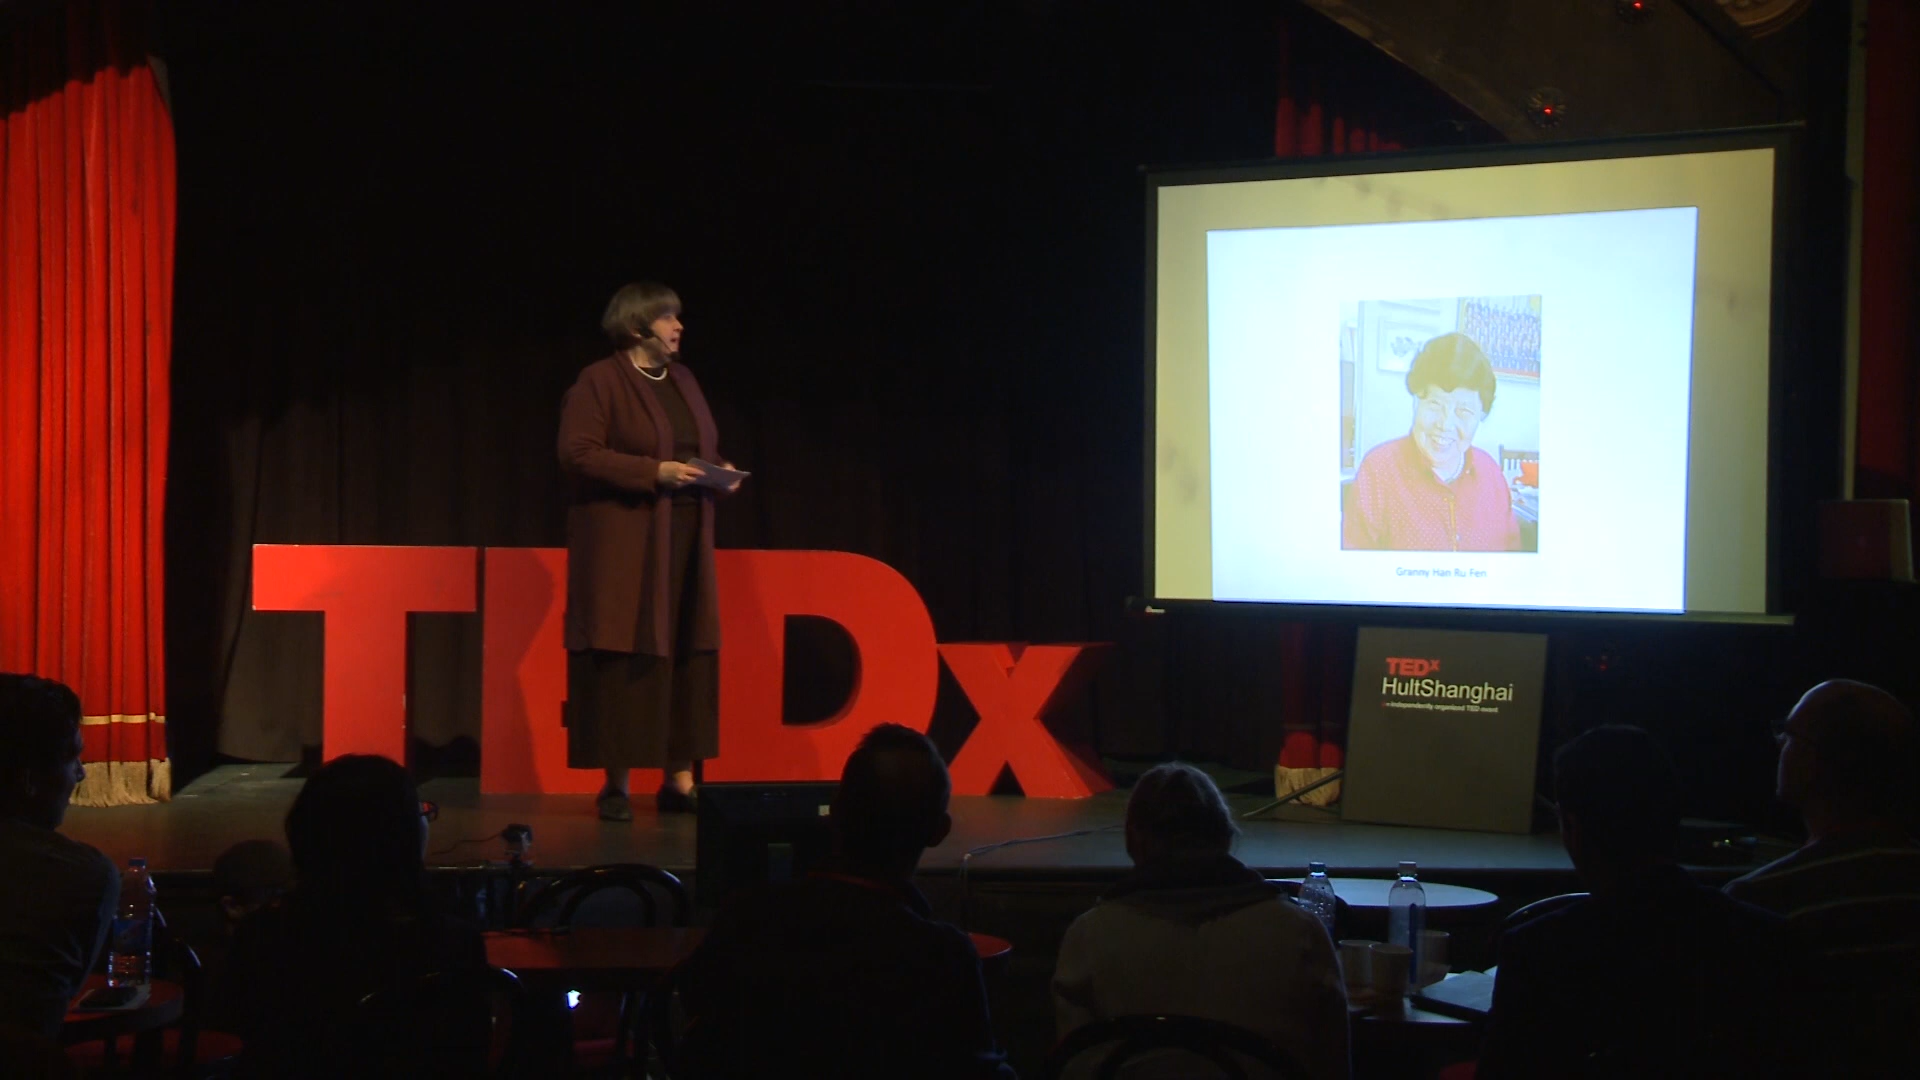 TEDx
Granny Han Ru Fen
TEDx
HultShanghai
x = independently organized TED event